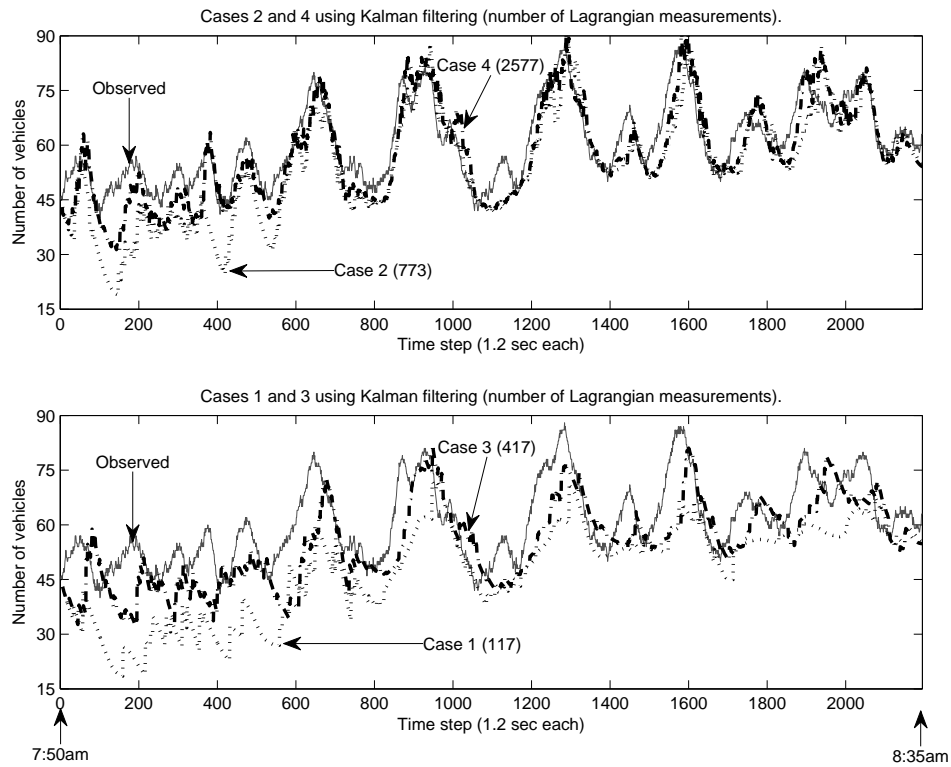 Cases 2 and 4 using Kalman filtering (number of Lagrangian measurements).
90
75
60
45
30
15
Number of vehicles
Observed
Case 4 (2577)
Case 2 (773)
0 200 400 600 800 1000 1200 1400 1600 1800 2000
Time step (1.2 sec each)
Cases 1 and 3 using Kalman filtering (number of Lagrangian measurements).
90
75
60
45
30
15
Number of vehicles
Observed
Case 3 (417)
Case 1 (117)
0 200 400 600 800 1000 1200 1400 1600 1800 2000
Time step (1.2 sec each)
7:50am 8:35am